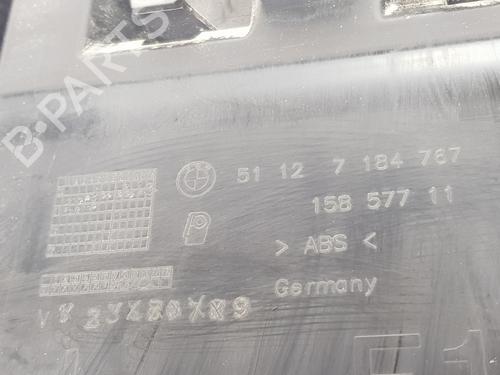 B-PARTS
51 12 7 184 767
158 577 11
> ABS <
Germany